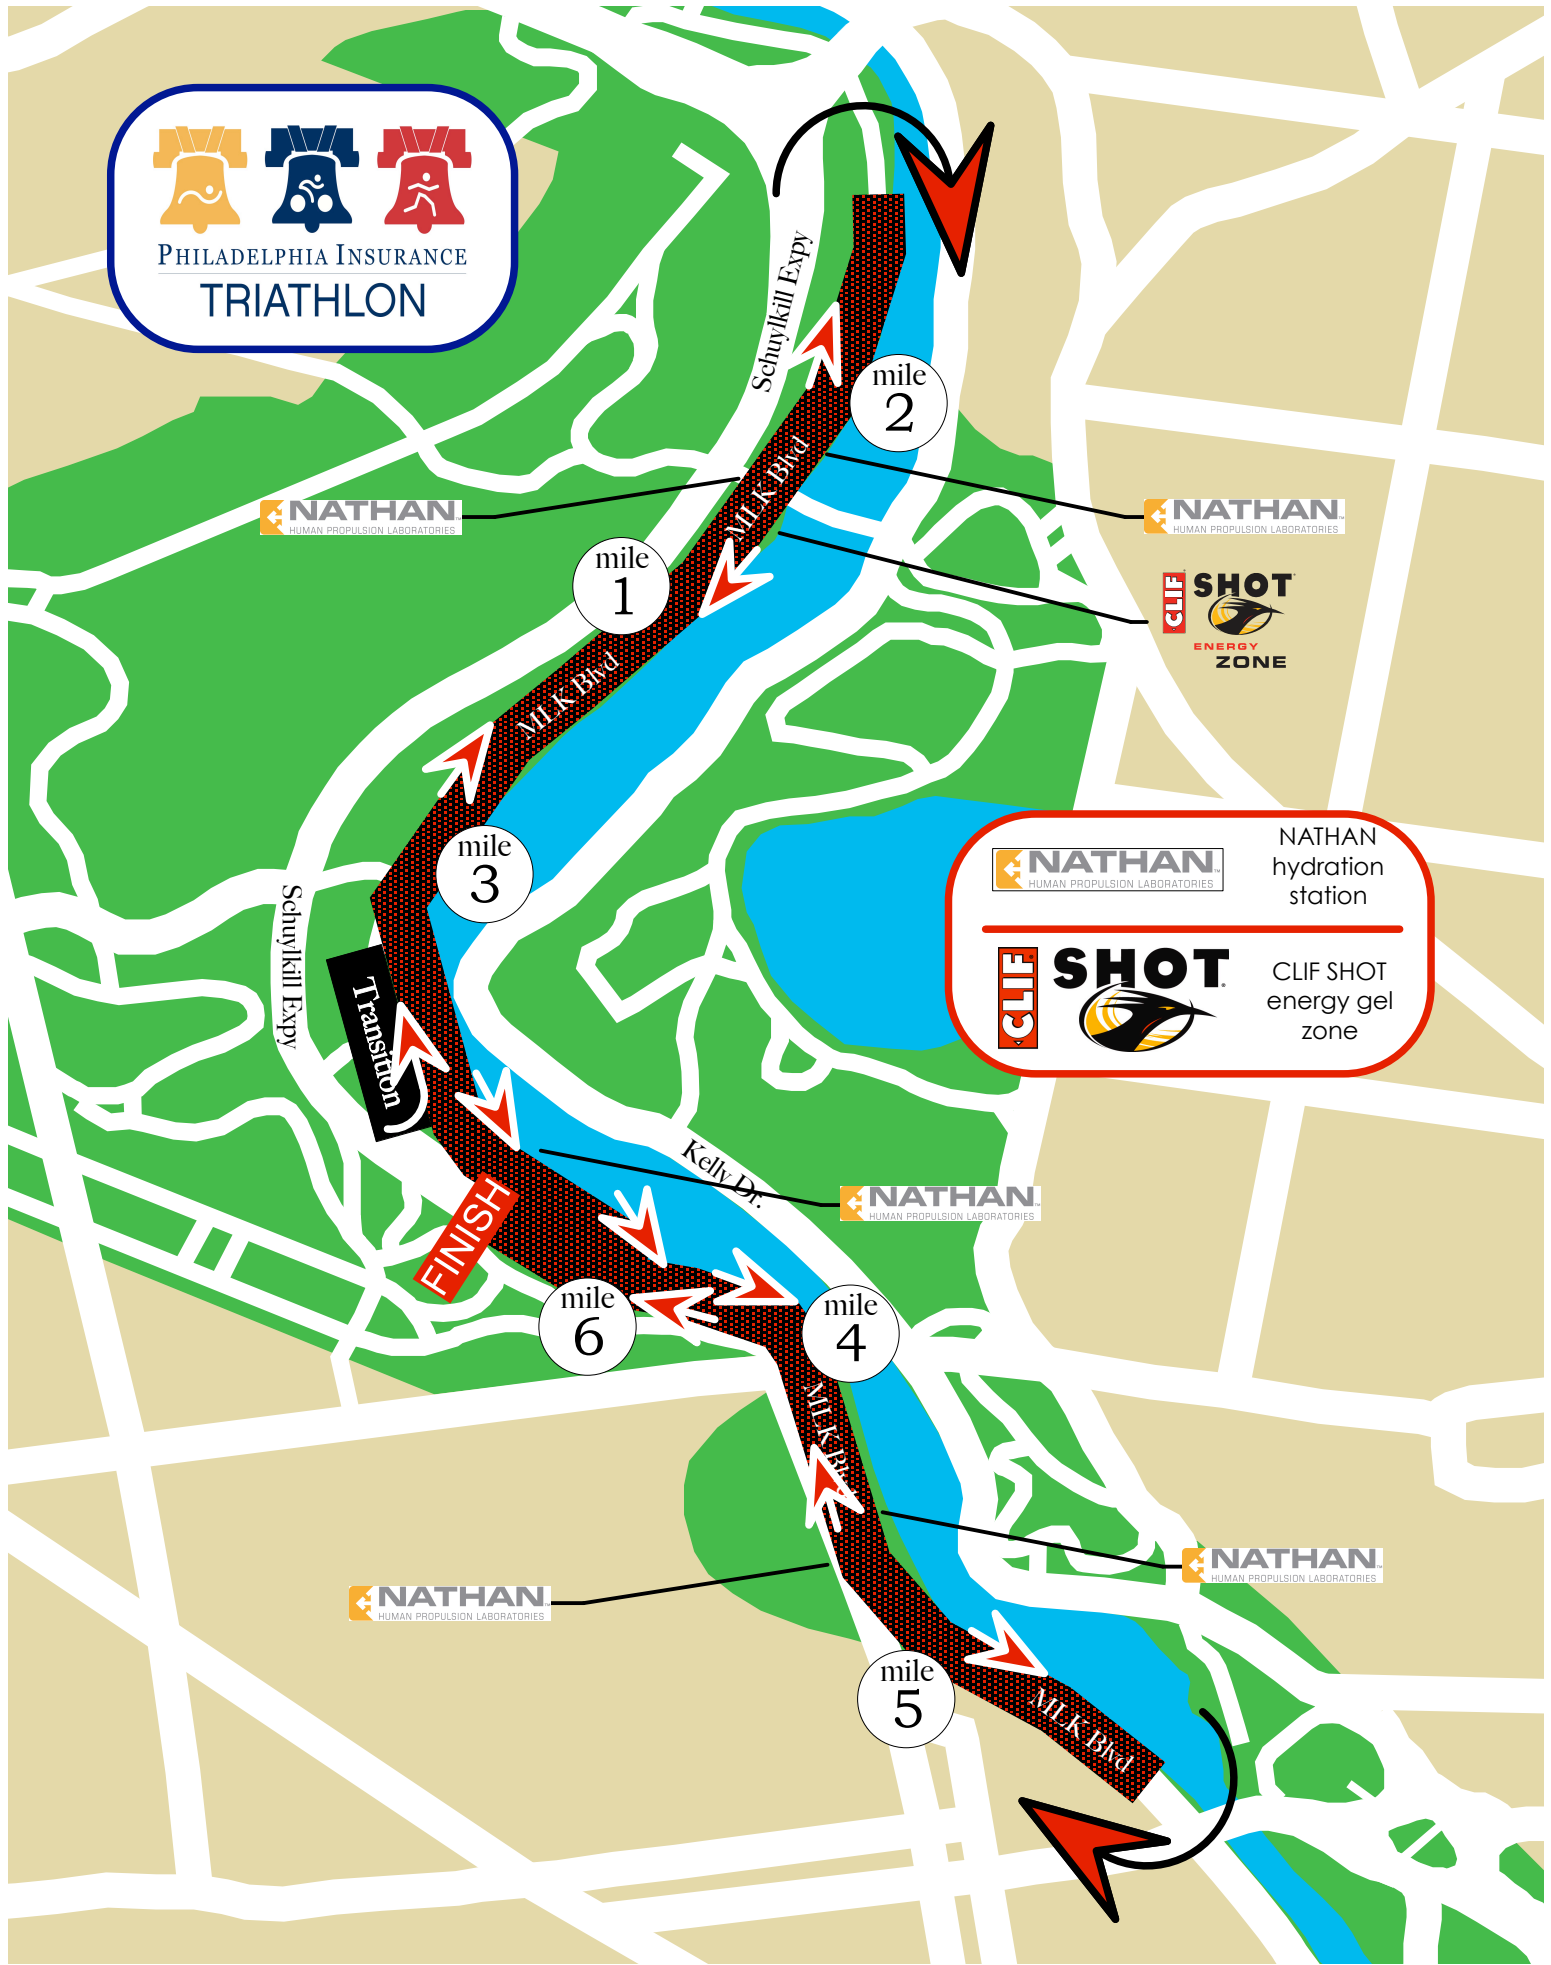 PHILADELPHIA INSURANCE
TRIATHLON
Schuylkill Expy
mile
2
MLK Blvd
NATHAN
HUMAN PROPULSION LABORATORIES
NATHAN
HUMAN PROPULSION LABORATORIES
mile
1
CLIF
SHOT
ENERGY
ZONE
MLK Blvd
mile
3
NATHAN
HUMAN PROPULSION LABORATORIES
NATHAN
hydration
station
CLIF
SHOT
CLIF SHOT
energy gel
zone
Schuylkill Expy
Transition
Kelly Dr.
NATHAN
HUMAN PROPULSION LABORATORIES
FINISH
mile
6
mile
4
MLK Blvd
NATHAN
HUMAN PROPULSION LABORATORIES
NATHAN
HUMAN PROPULSION LABORATORIES
mile
5
MLK Blvd